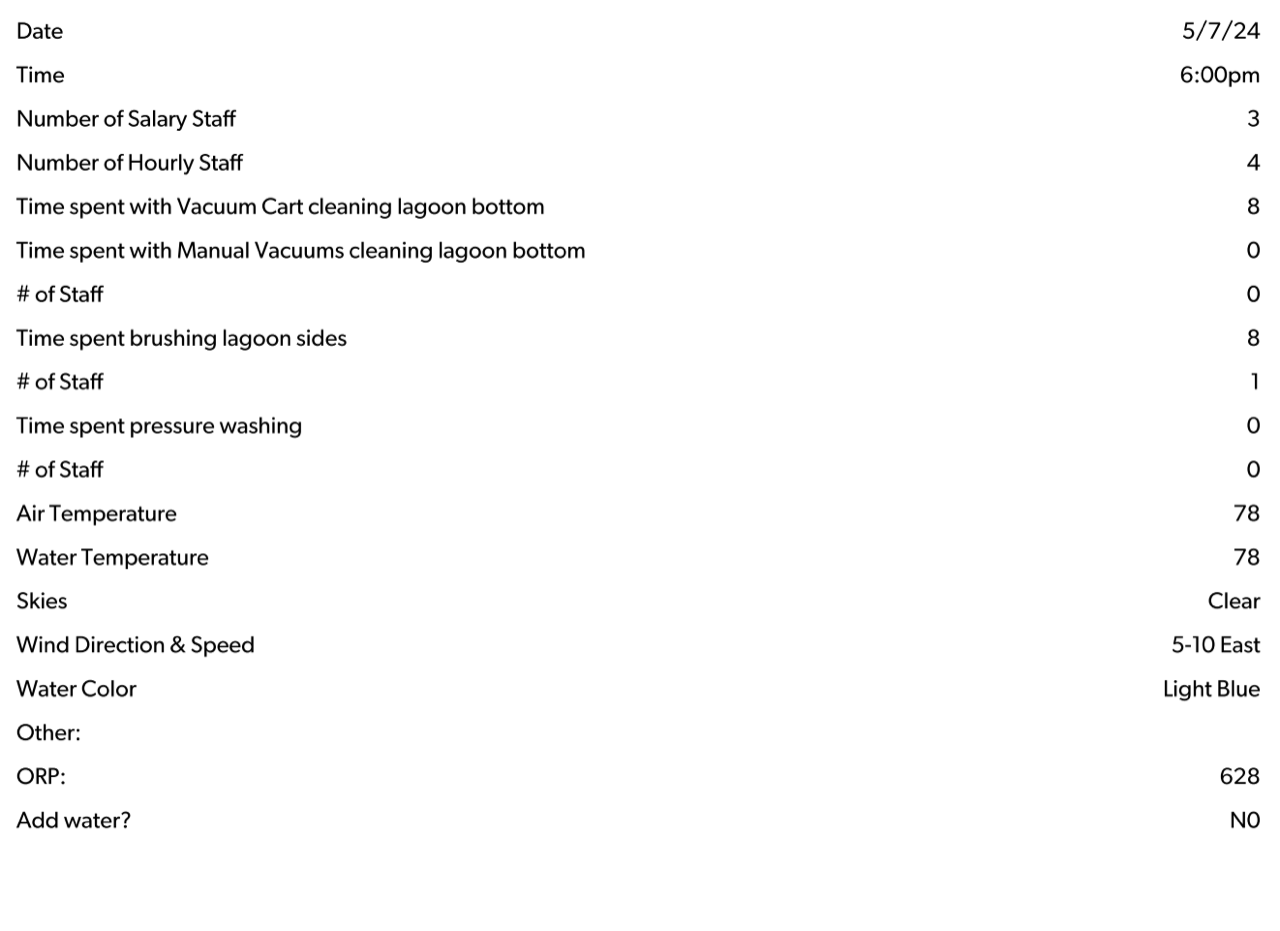 Date 5/7/24
Time 6:00pm
Number of Salary Staff 3
Number of Hourly Staff 4
Time spent with Vacuum Cart cleaning lagoon bottom 8
Time spent with Manual Vacuums cleaning lagoon bottom 0
# of Staff 0
Time spent brushing lagoon sides 8
# of Staff 1
Time spent pressure washing 0
# of Staff 0
Air Temperature 78
Water Temperature 78
Skies Clear
Wind Direction & Speed 5-10 East
Water Color Light Blue
Other:
ORP: 628
Add water? N0